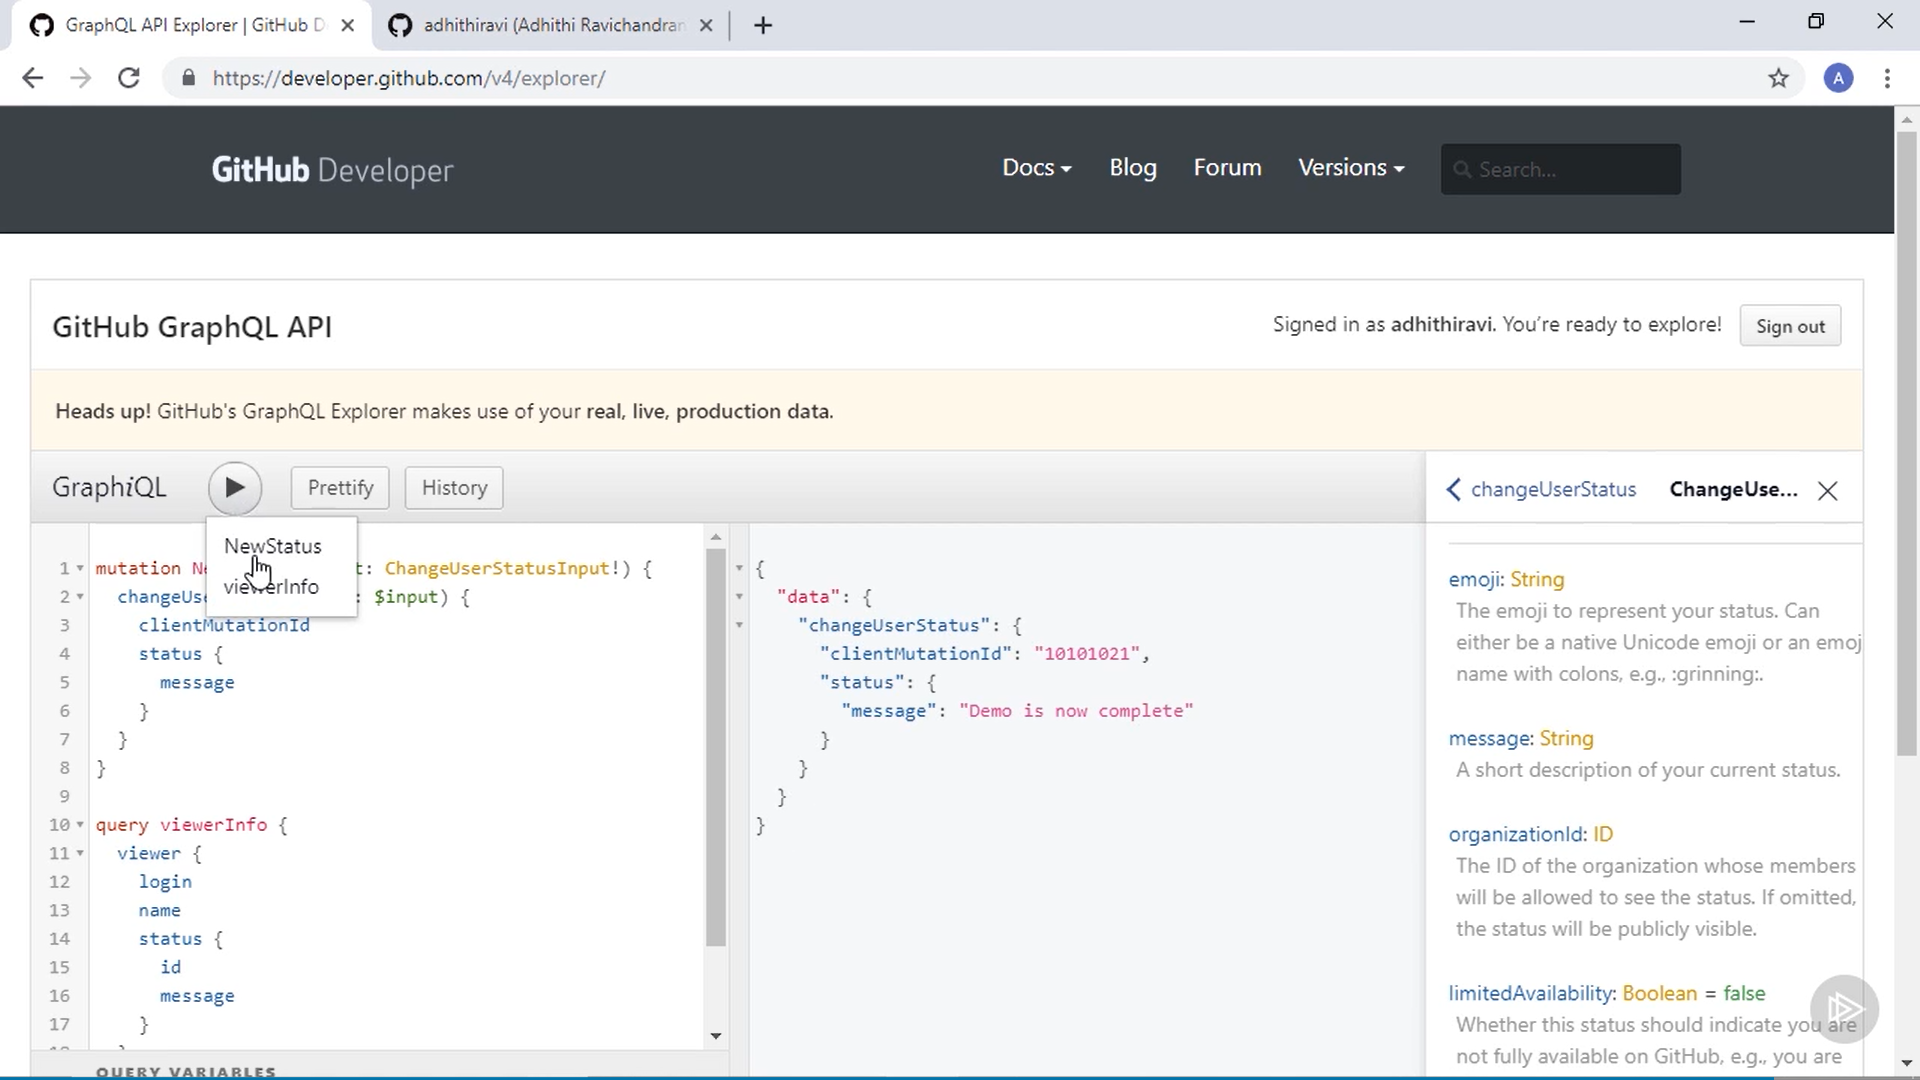 GraphQL API Explorer | GitHub D
adhithiravi (Adhithi Ravichandran
https://developer.github.com/v4/explorer/
A
GitHub Developer
Docs
Blog
Forum
Versions
Search...
GitHub GraphQL API
Signed in as adhithiravi. You're ready to explore!
Sign out
Heads up! GitHub's GraphQL Explorer makes use of your real, live, production data.
GraphiQL
Prettify
History
changeUserStatus
ChangeUse...
NewStatus
viewerInfo
1 mutation N t: ChangeUserStatusInput!) {
2 changeUs : $input) {
3 clientMutationId
4 status {
5 message
6 }
7 }
8 }
9
10 query viewerInfo {
11 viewer {
12 login
13 name
14 status {
15 id
16 message
17 }
QUERY VARIABLES
{
"data": {
"changeUserStatus": {
"clientMutationId": "10101021",
"status": {
"message": "Demo is now complete"
}
}
}
}
emoji: String
The emoji to represent your status. Can
either be a native Unicode emoji or an emoj
name with colons, e.g., :grinning:.
message: String
A short description of your current status.
organizationId: ID
The ID of the organization whose members
will be allowed to see the status. If omitted,
the status will be publicly visible.
limitedAvailability: Boolean = false
Whether this status should indicate you are
not fully available on GitHub, e.g., you are